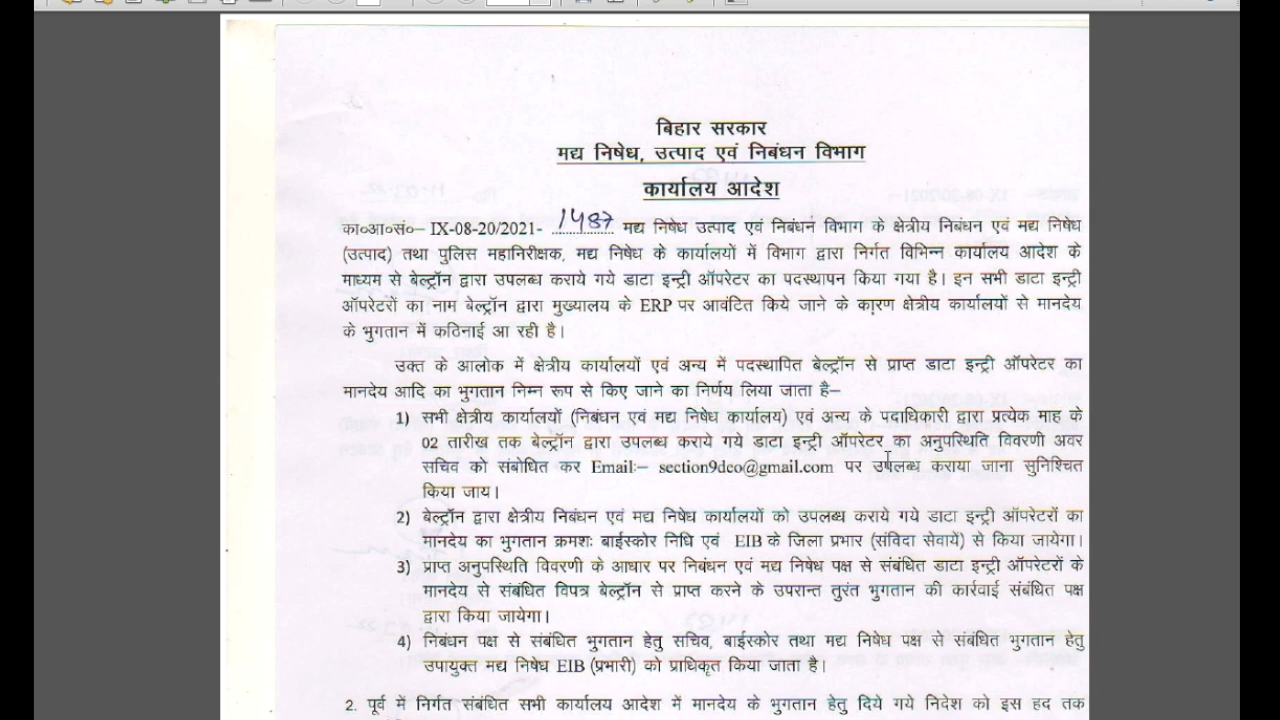 बिहार सरकार
मद्य निषेध, उत्पाद एवं निबंधन विभाग
कार्यालय आदेश
का०आ०सं०– IX-08-20/2021- 1487 मद्य निषेध उत्पाद एवं निबंधन विभाग के क्षेत्रीय निबंधन एवं मद्य निषेध
(उत्पाद) तथा पुलिस महानिरीक्षक, मद्य निषेध के कार्यालयों में विभाग द्वारा निर्गत विभिन्न कार्यालय आदेश के
माध्यम से बेल्ट्रॉन द्वारा उपलब्ध कराये गये डाटा इन्ट्री ऑपरेटर का पदस्थापन किया गया है। इन सभी डाटा इन्ट्री
ऑपरेटरों का नाम बेल्ट्रॉन द्वारा मुख्यालय के ERP पर आवंटित किये जाने के कारण क्षेत्रीय कार्यालयों से मानदेय
के भुगतान में कठिनाई आ रही है।
उक्त के आलोक में क्षेत्रीय कार्यालयों एवं अन्य में पदस्थापित बेल्ट्रॉन से प्राप्त डाटा इन्ट्री ऑपरेटर का
मानदेय आदि का भुगतान निम्न रूप से किए जाने का निर्णय लिया जाता है–
1) सभी क्षेत्रीय कार्यालयों (निबंधन एवं मद्य निषेध कार्यालय) एवं अन्य के पदाधिकारी द्वारा प्रत्येक माह के
02 तारीख तक बेल्ट्रॉन द्वारा उपलब्ध कराये गये डाटा इन्ट्री ऑपरेटर का अनुपस्थिति विवरणी अवर
सचिव को संबोधित कर Email:– section9deo@gmail.com पर उपलब्ध कराया जाना सुनिश्चित
किया जाय।
2) बेल्ट्रॉन द्वारा क्षेत्रीय निबंधन एवं मद्य निषेध कार्यालयों को उपलब्ध कराये गये डाटा इन्ट्री ऑपरेटरों का
मानदेय का भुगतान क्रमशः बाईस्कोर निधि एवं EIB के जिला प्रभार (संविदा सेवायें) से किया जायेगा।
3) प्राप्त अनुपस्थिति विवरणी के आधार पर निबंधन एवं मद्य निषेध पक्ष से संबंधित डाटा इन्ट्री ऑपरेटरों के
मानदेय से संबंधित विपत्र बेल्ट्रॉन से प्राप्त करने के उपरान्त तुरंत भुगतान की कार्रवाई संबंधित पक्ष
द्वारा किया जायेगा।
4) निबंधन पक्ष से संबंधित भुगतान हेतु सचिव, बाईस्कोर तथा मद्य निषेध पक्ष से संबंधित भुगतान हेतु
उपायुक्त मद्य निषेध EIB (प्रभारी) को प्राधिकृत किया जाता है।
2. पूर्व में निर्गत संबंधित सभी कार्यालय आदेश में मानदेय के भुगतान हेतु दिये गये निदेश को इस हद तक